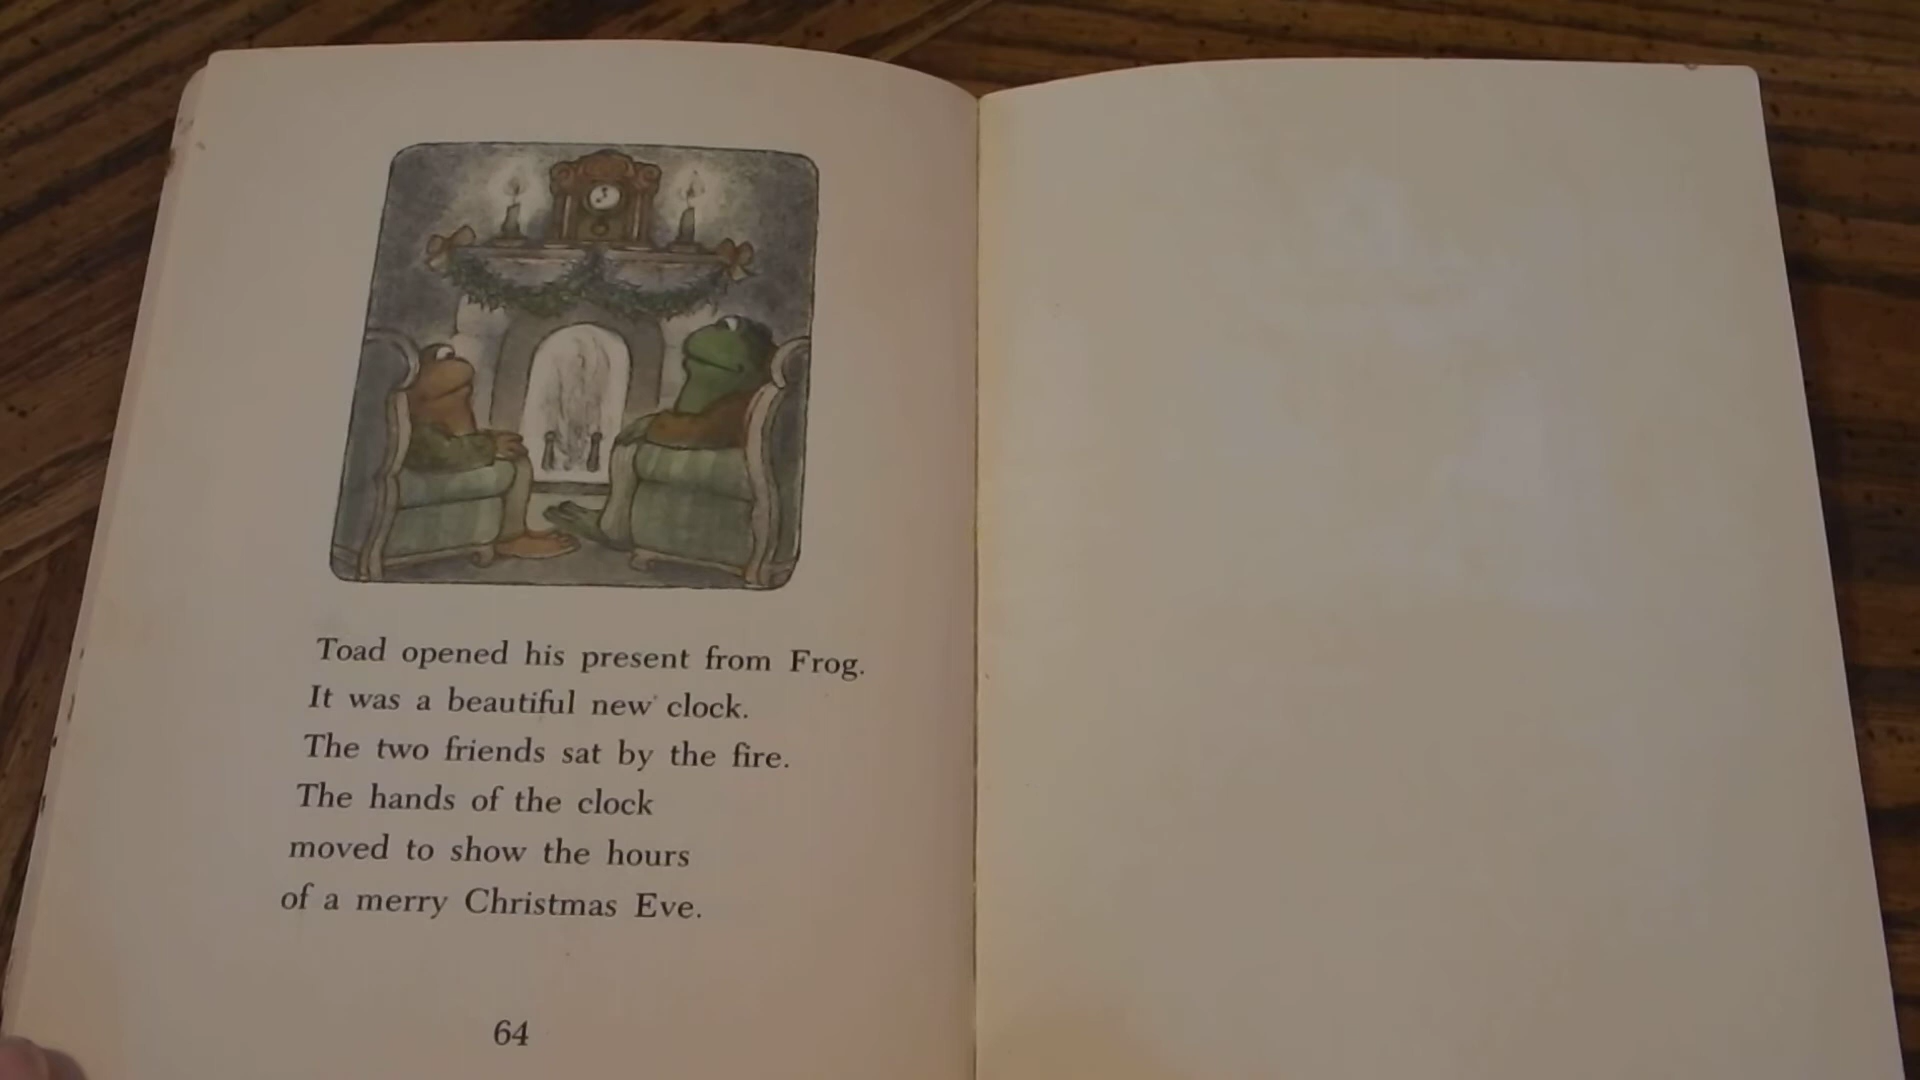 Toad opened his present from Frog.
It was a beautiful new clock.
The two friends sat by the fire.
The hands of the clock
moved to show the hours
of a merry Christmas Eve.
64